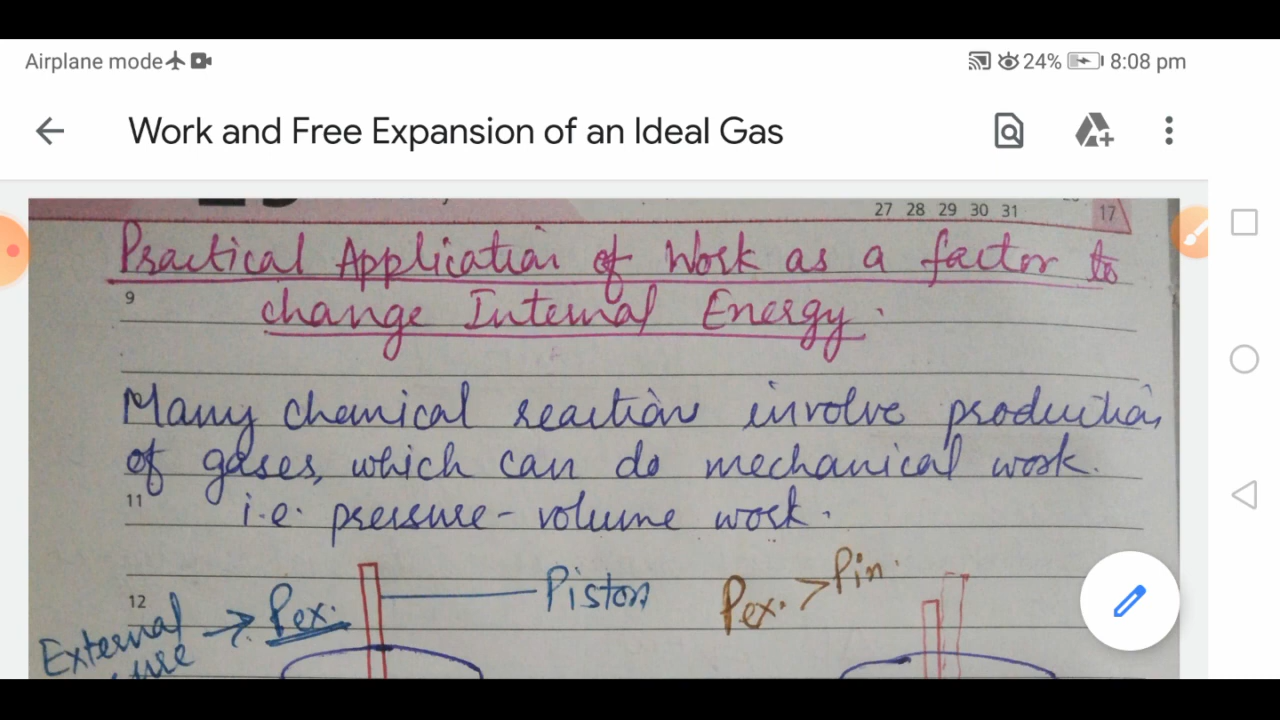 Airplane mode
24% 8:08 pm
Work and Free Expansion of an Ideal Gas
27 28 29 30 31
17
Practical Application of Work as a factor to
9
change Internal Energy.
Many chemical reactions involve production
of gases, which can do mechanical work.
11
i.e. pressure - volume work.
12
Piston
Pex. > Pin.
External → Pex.